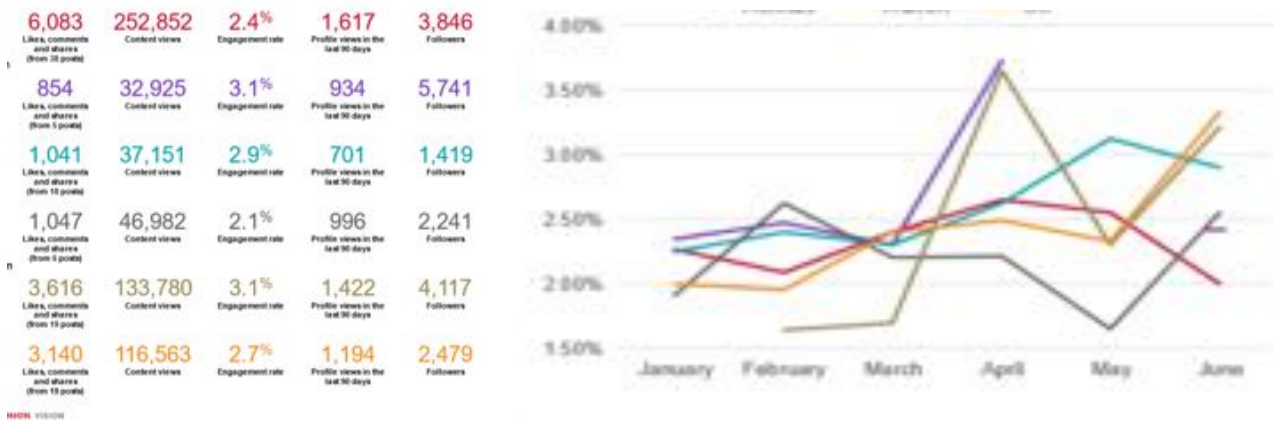 6,083 252,852 2.4% 1,617 3,846
Likes, comments and shares (from 38 posts) Content views Engagement rate Profile views in the last 90 days Followers
854 32,925 3.1% 934 5,741
Likes, comments and shares (from 5 posts) Content views Engagement rate Profile views in the last 90 days Followers
1,041 37,151 2.9% 701 1,419
Likes, comments and shares (from 10 posts) Content views Engagement rate Profile views in the last 90 days Followers
1,047 46,982 2.1% 996 2,241
Likes, comments and shares Content views Engagement rate Profile views in the last 90 days Followers
3,616 133,780 3.1% 1,422 4,117
Likes, comments and shares (from 19 posts) Content views Engagement rate Profile views in the last 90 days Followers
3,140 116,563 2.7% 1,194 2,479
Likes, comments and shares (from 19 posts) Content views Engagement rate Profile views in the last 90 days Followers
VISION
4.00%
3.50%
3.00%
2.50%
2.00%
1.50%
January February March April May June